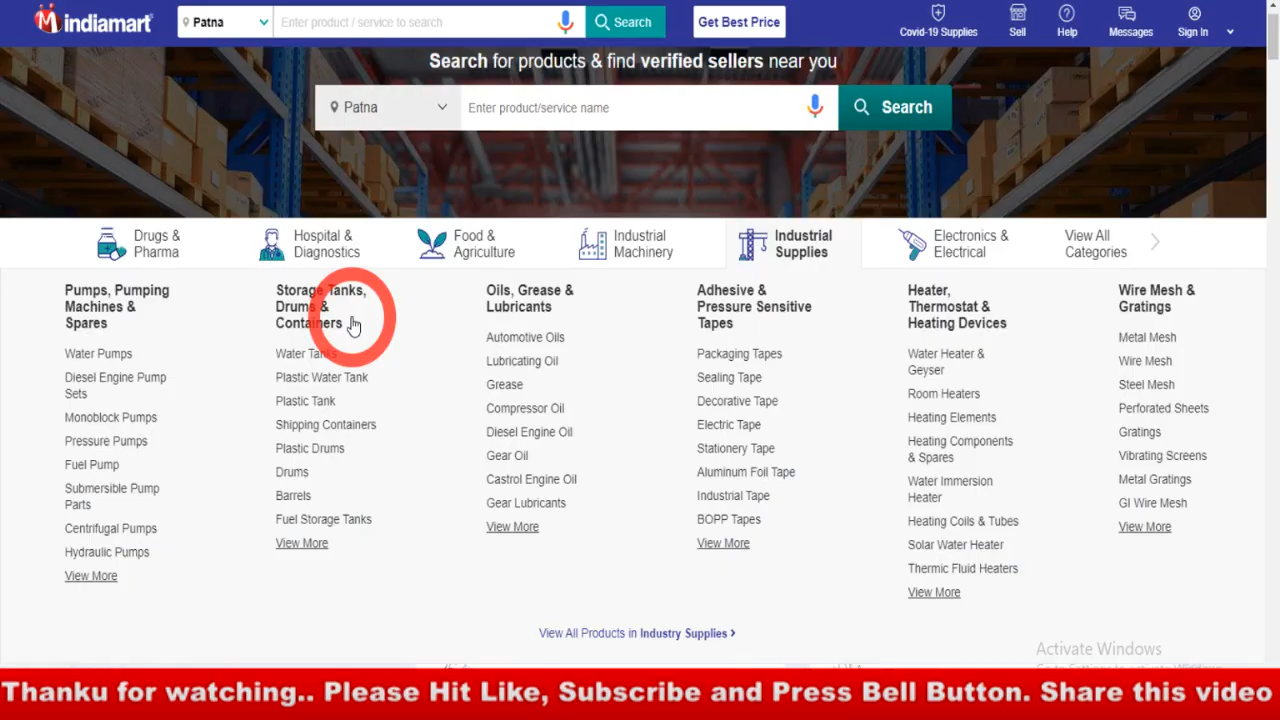 indiamart
Patna
Enter product / service to search
Search
Get Best Price
Covid-19 Supplies
Sell
Help
Messages
Sign In
Search for products & find verified sellers near you
Patna
Enter product/service name
Search
Drugs &
Pharma
Hospital &
Diagnostics
Food &
Agriculture
Industrial
Machinery
Industrial
Supplies
Electronics &
Electrical
View All
Categories
Pumps, Pumping
Machines &
Spares
Water Pumps
Diesel Engine Pump
Sets
Monoblock Pumps
Pressure Pumps
Fuel Pump
Submersible Pump
Parts
Centrifugal Pumps
Hydraulic Pumps
View More
Storage Tanks,
Drums &
Containers
Water Tanks
Plastic Water Tank
Plastic Tank
Shipping Containers
Plastic Drums
Drums
Barrels
Fuel Storage Tanks
View More
Oils, Grease &
Lubricants
Automotive Oils
Lubricating Oil
Grease
Compressor Oil
Diesel Engine Oil
Gear Oil
Castrol Engine Oil
Gear Lubricants
View More
Adhesive &
Pressure Sensitive
Tapes
Packaging Tapes
Sealing Tape
Decorative Tape
Electric Tape
Stationery Tape
Aluminum Foil Tape
Industrial Tape
BOPP Tapes
View More
Heater,
Thermostat &
Heating Devices
Water Heater &
Geyser
Room Heaters
Heating Elements
Heating Components
& Spares
Water Immersion
Heater
Heating Coils & Tubes
Solar Water Heater
Thermic Fluid Heaters
View More
Wire Mesh &
Gratings
Metal Mesh
Wire Mesh
Steel Mesh
Perforated Sheets
Gratings
Vibrating Screens
Metal Gratings
GI Wire Mesh
View More
View All Products in Industry Supplies
Activate Windows
Thanku for watching.. Please Hit Like, Subscribe and Press Bell Button. Share this video